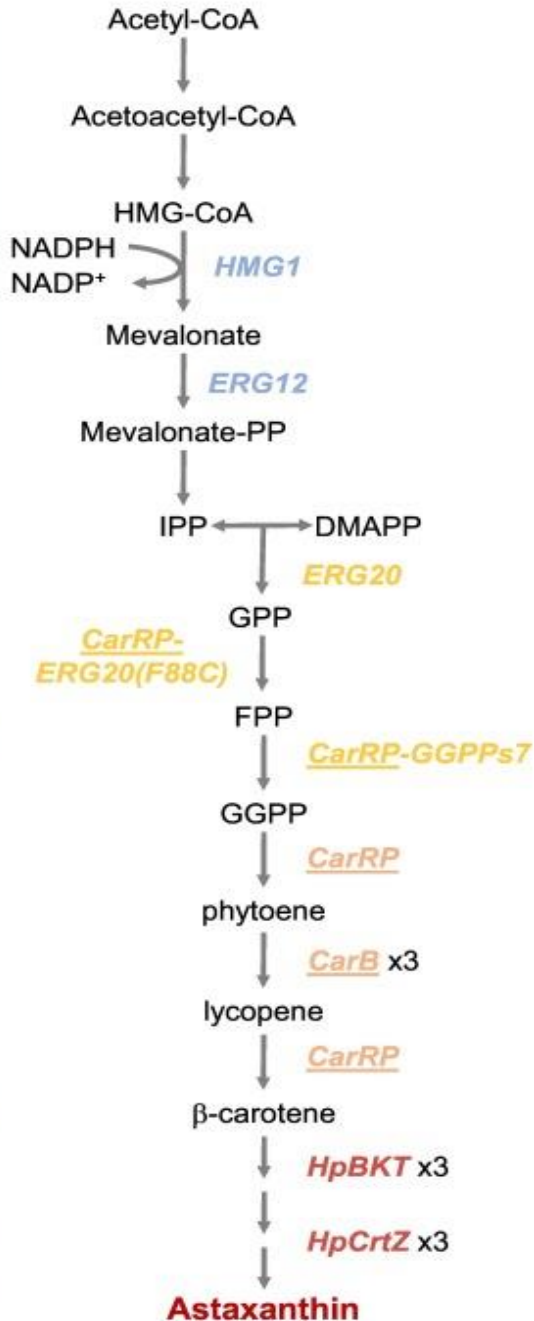 Acetyl-CoA
Acetoacetyl-CoA
HMG-CoA
NADPH
NADP⁺
HMG1
Mevalonate
ERG12
Mevalonate-PP
IPP DMAPP
ERG20
GPP
CarRP-
ERG20(F88C)
FPP
CarRP-GGPPs7
GGPP
CarRP
phytoene
CarB x3
lycopene
CarRP
β-carotene
HpBKT x3
HpCrtZ x3
Astaxanthin